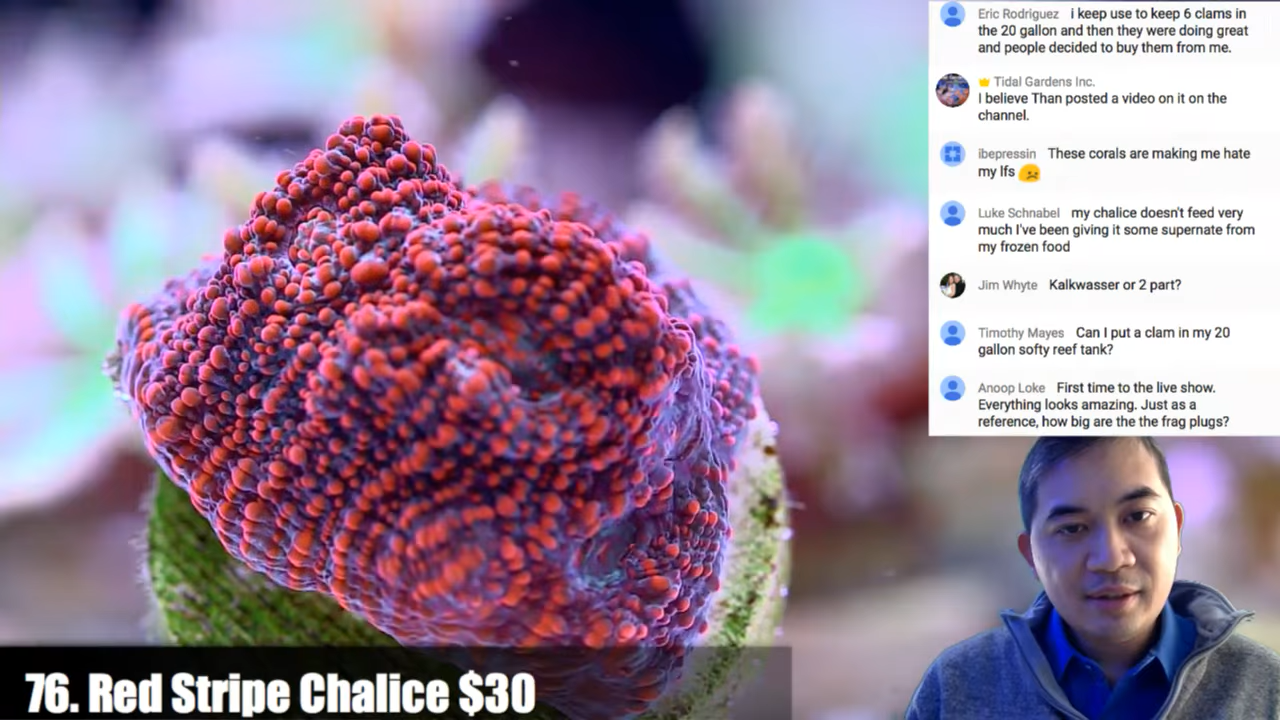 Eric Rodriguez i keep use to keep 6 clams in
the 20 gallon and then they were doing great
and people decided to buy them from me.
Tidal Gardens Inc.
I believe Than posted a video on it on the
channel.
ibepressin These corals are making me hate
my lfs
Luke Schnabel my chalice doesn't feed very
much I've been giving it some supernate from
my frozen food
Jim Whyte Kalkwasser or 2 part?
Timothy Mayes Can I put a clam in my 20
gallon softy reef tank?
Anoop Loke First time to the live show.
Everything looks amazing. Just as a
reference, how big are the the frag plugs?
76. Red Stripe Chalice $30